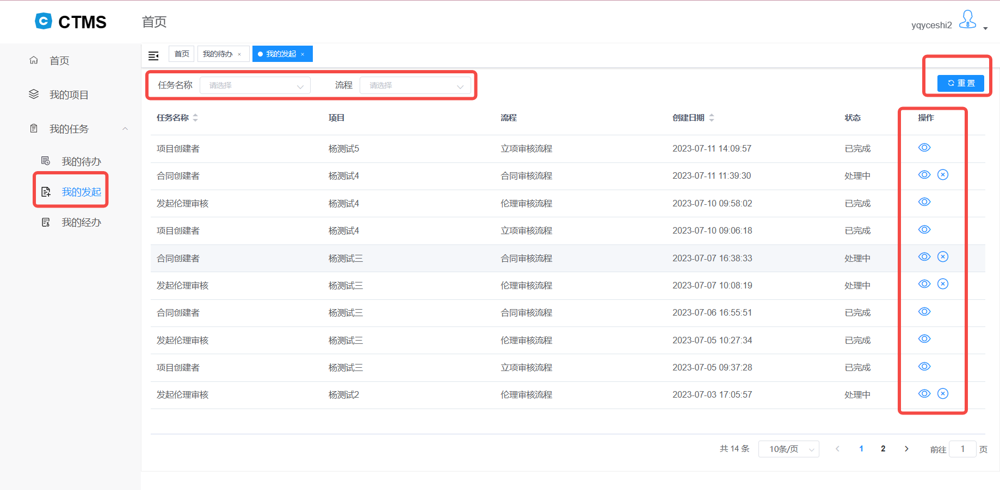 CTMS
首页
yqyceshi2
首页
我的项目
我的任务
我的待办
我的发起
我的经办
首页 我的待办 × 我的发起 ×
任务名称 请选择 流程 请选择 重置
任务名称 项目 流程 创建日期 状态 操作
项目创建者 杨测试5 立项审核流程 2023-07-11 14:09:57 已完成
合同创建者 杨测试4 合同审核流程 2023-07-11 11:39:30 处理中
发起伦理审核 杨测试4 伦理审核流程 2023-07-10 09:58:02 已完成
项目创建者 杨测试4 立项审核流程 2023-07-10 09:06:18 已完成
合同创建者 杨测试三 合同审核流程 2023-07-07 16:38:33 处理中
发起伦理审核 杨测试三 伦理审核流程 2023-07-07 10:08:19 处理中
合同创建者 杨测试三 合同审核流程 2023-07-06 16:55:51 已完成
发起伦理审核 杨测试三 伦理审核流程 2023-07-05 10:27:34 已完成
项目创建者 杨测试三 立项审核流程 2023-07-05 09:37:28 已完成
发起伦理审核 杨测试2 伦理审核流程 2023-07-03 17:05:57 处理中
共 14 条 10条/页 1 2 前往 1 页